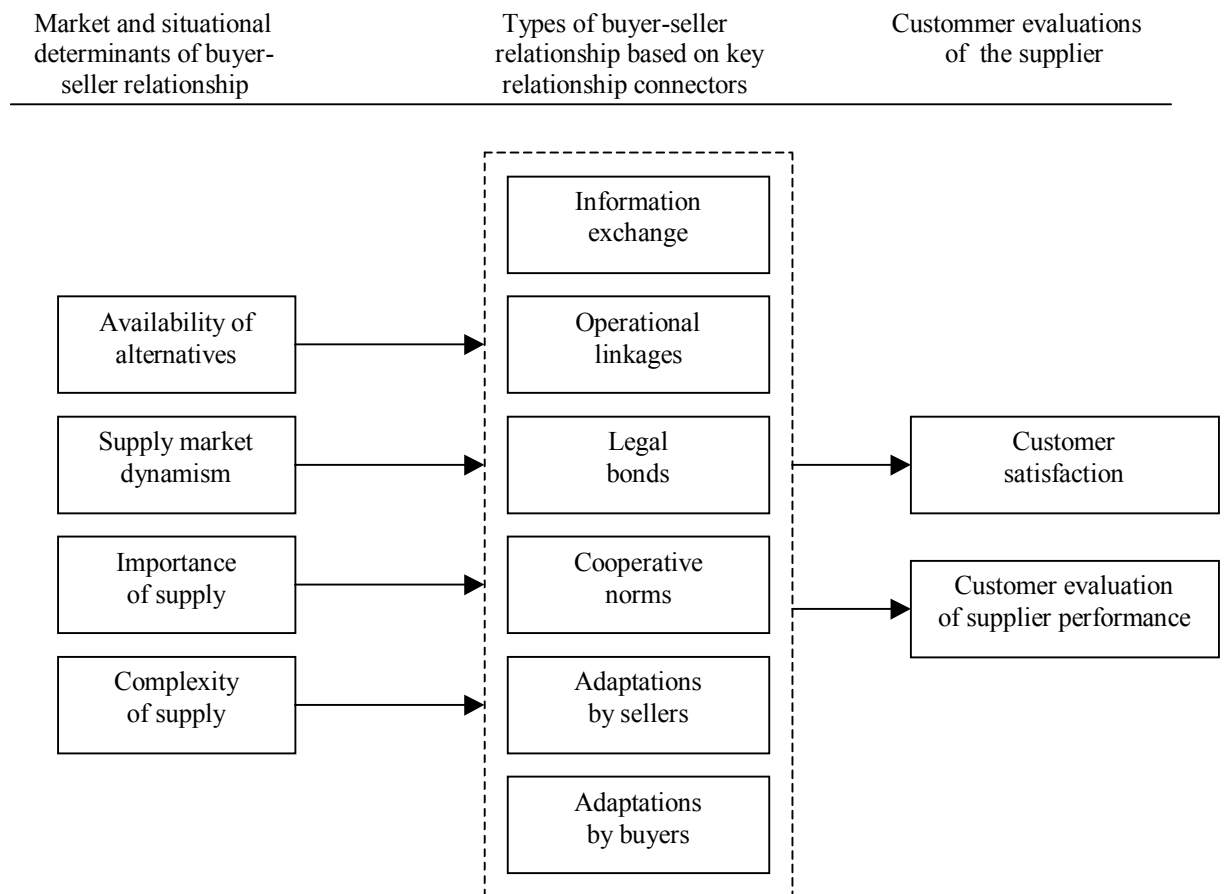 Market and situational
determinants of buyer-
seller relationship
Types of buyer-seller
relationship based on key
relationship connectors
Custommer evaluations
of the supplier
Information
exchange
Availability of
alternatives
Operational
linkages
Supply market
dynamism
Legal
bonds
Customer
satisfaction
Importance
of supply
Cooperative
norms
Customer evaluation
of supplier performance
Complexity
of supply
Adaptations
by sellers
Adaptations
by buyers